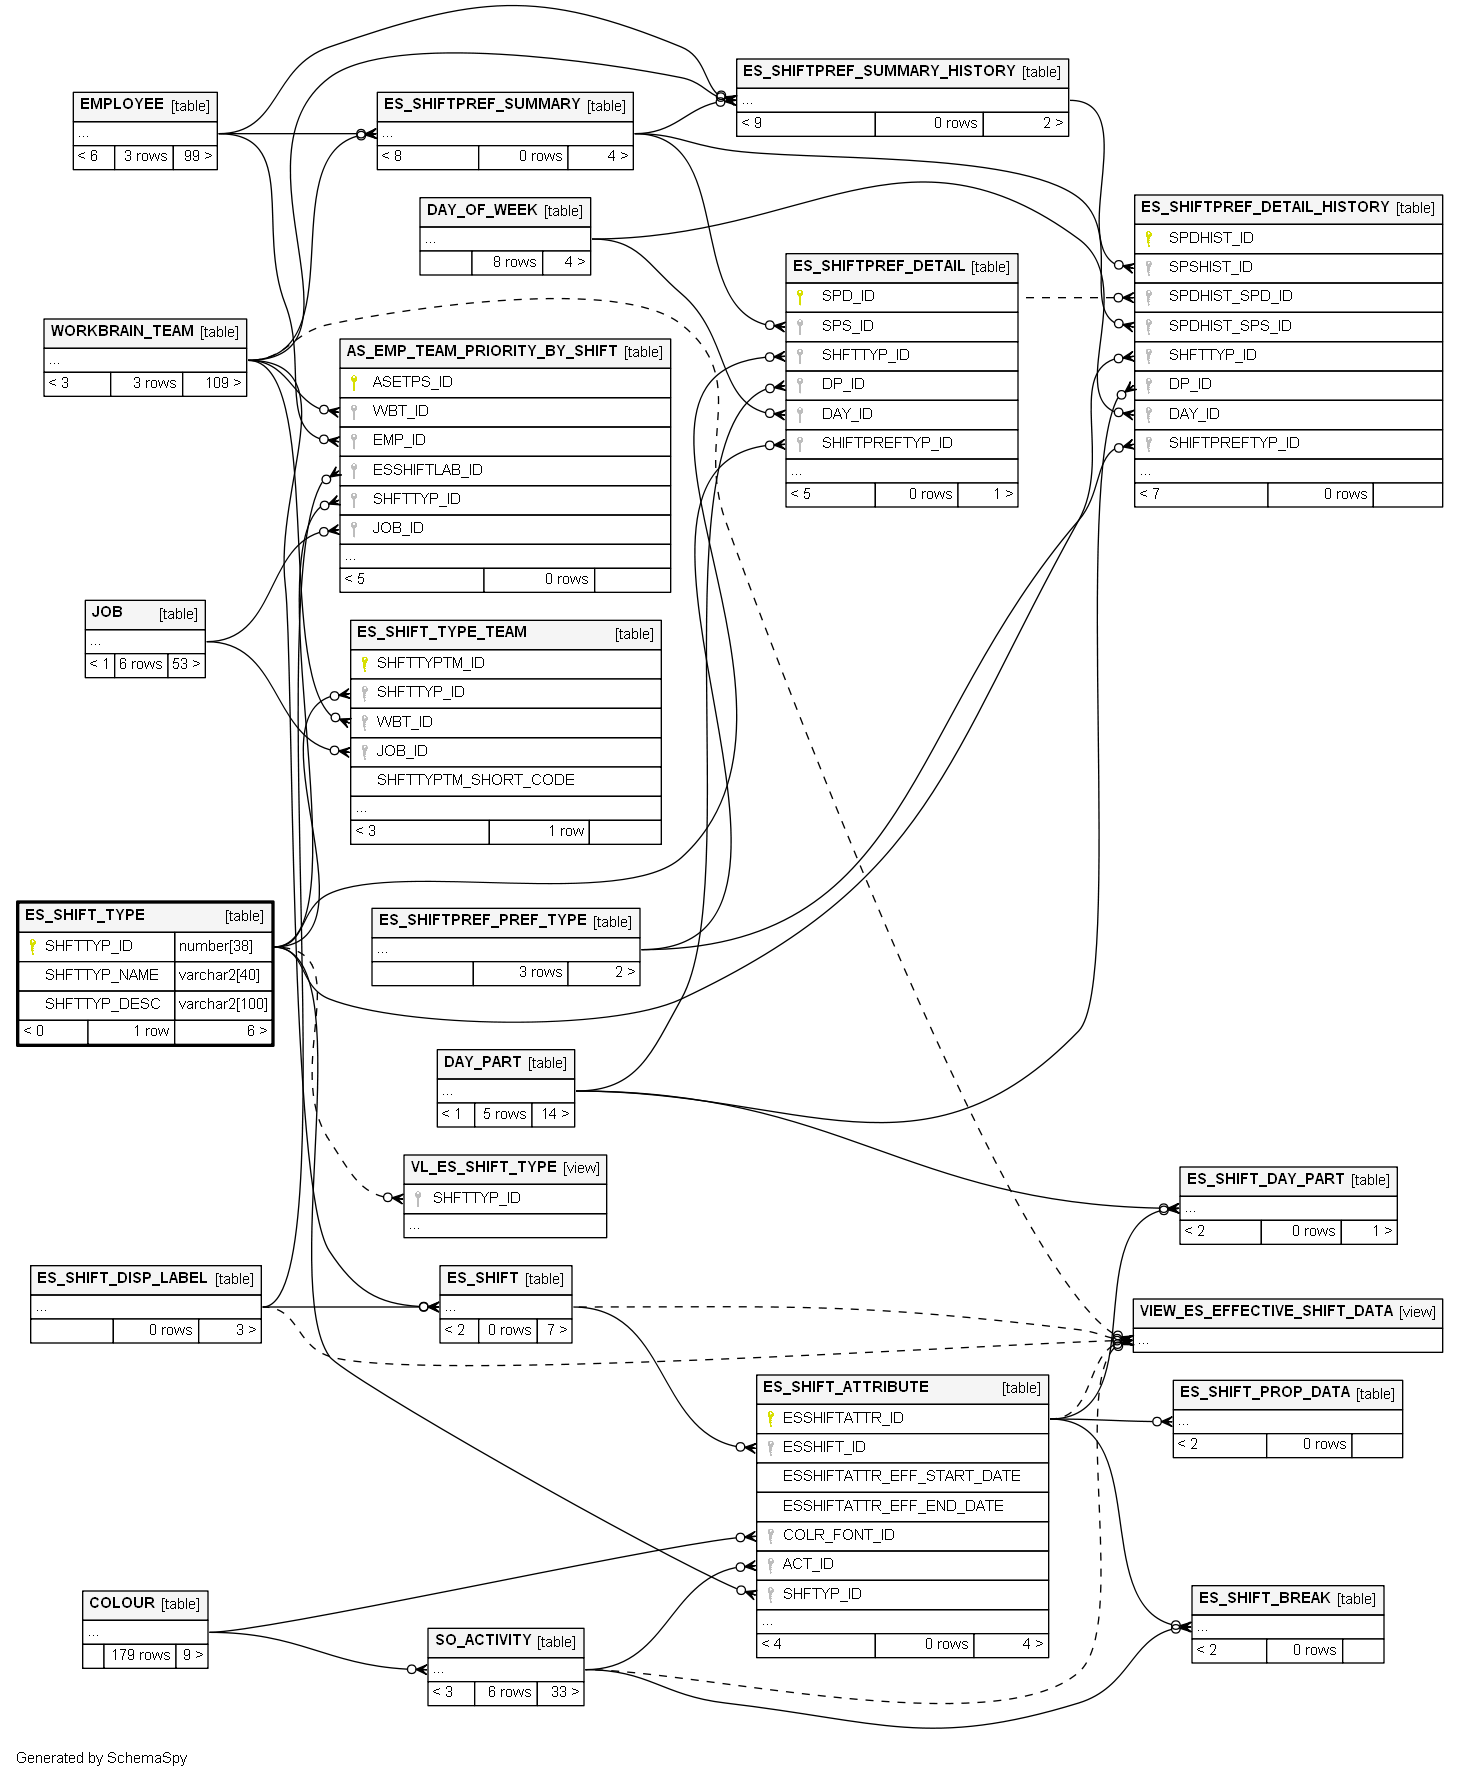 ES_SHIFTPREF_SUMMARY_HISTORY [table]
...
< 9 0 rows 2 >
EMPLOYEE [table]
...
< 6 3 rows 99 >
ES_SHIFTPREF_SUMMARY [table]
...
< 8 0 rows 4 >
DAY_OF_WEEK [table]
...
8 rows 4 >
ES_SHIFTPREF_DETAIL_HISTORY [table]
SPDHIST_ID
SPSHIST_ID
SPDHIST_SPD_ID
SPDHIST_SPS_ID
SHFTTYP_ID
DP_ID
DAY_ID
SHIFTPREFTYP_ID
...
< 7 0 rows
ES_SHIFTPREF_DETAIL [table]
SPD_ID
SPS_ID
SHFTTYP_ID
DP_ID
DAY_ID
SHIFTPREFTYP_ID
...
< 5 0 rows 1 >
WORKBRAIN_TEAM [table]
...
< 3 3 rows 109 >
AS_EMP_TEAM_PRIORITY_BY_SHIFT [table]
ASETPS_ID
WBT_ID
EMP_ID
ESSHIFTLAB_ID
SHFTTYP_ID
JOB_ID
...
< 5 0 rows
JOB [table]
...
< 1 6 rows 53 >
ES_SHIFT_TYPE_TEAM [table]
SHFTTYPTM_ID
SHFTTYP_ID
WBT_ID
JOB_ID
SHFTTYPTM_SHORT_CODE
...
< 3 1 row
ES_SHIFT_TYPE [table]
SHFTTYP_ID number[38]
SHFTTYP_NAME varchar2[40]
SHFTTYP_DESC varchar2[100]
< 0 1 row 6 >
ES_SHIFTPREF_PREF_TYPE [table]
...
3 rows 2 >
DAY_PART [table]
...
< 1 5 rows 14 >
VL_ES_SHIFT_TYPE [view]
SHFTTYP_ID
...
ES_SHIFT_DAY_PART [table]
...
< 2 0 rows 1 >
ES_SHIFT_DISP_LABEL [table]
...
0 rows 3 >
ES_SHIFT [table]
...
< 2 0 rows 7 >
VIEW_ES_EFFECTIVE_SHIFT_DATA [view]
...
ES_SHIFT_ATTRIBUTE [table]
ESSHIFTATTR_ID
ESSHIFT_ID
ESSHIFTATTR_EFF_START_DATE
ESSHIFTATTR_EFF_END_DATE
COLR_FONT_ID
ACT_ID
SHFTYP_ID
...
< 4 0 rows 4 >
ES_SHIFT_PROP_DATA [table]
...
< 2 0 rows
COLOUR [table]
...
179 rows 9 >
SO_ACTIVITY [table]
...
< 3 6 rows 33 >
ES_SHIFT_BREAK [table]
...
< 2 0 rows
Generated by SchemaSpy